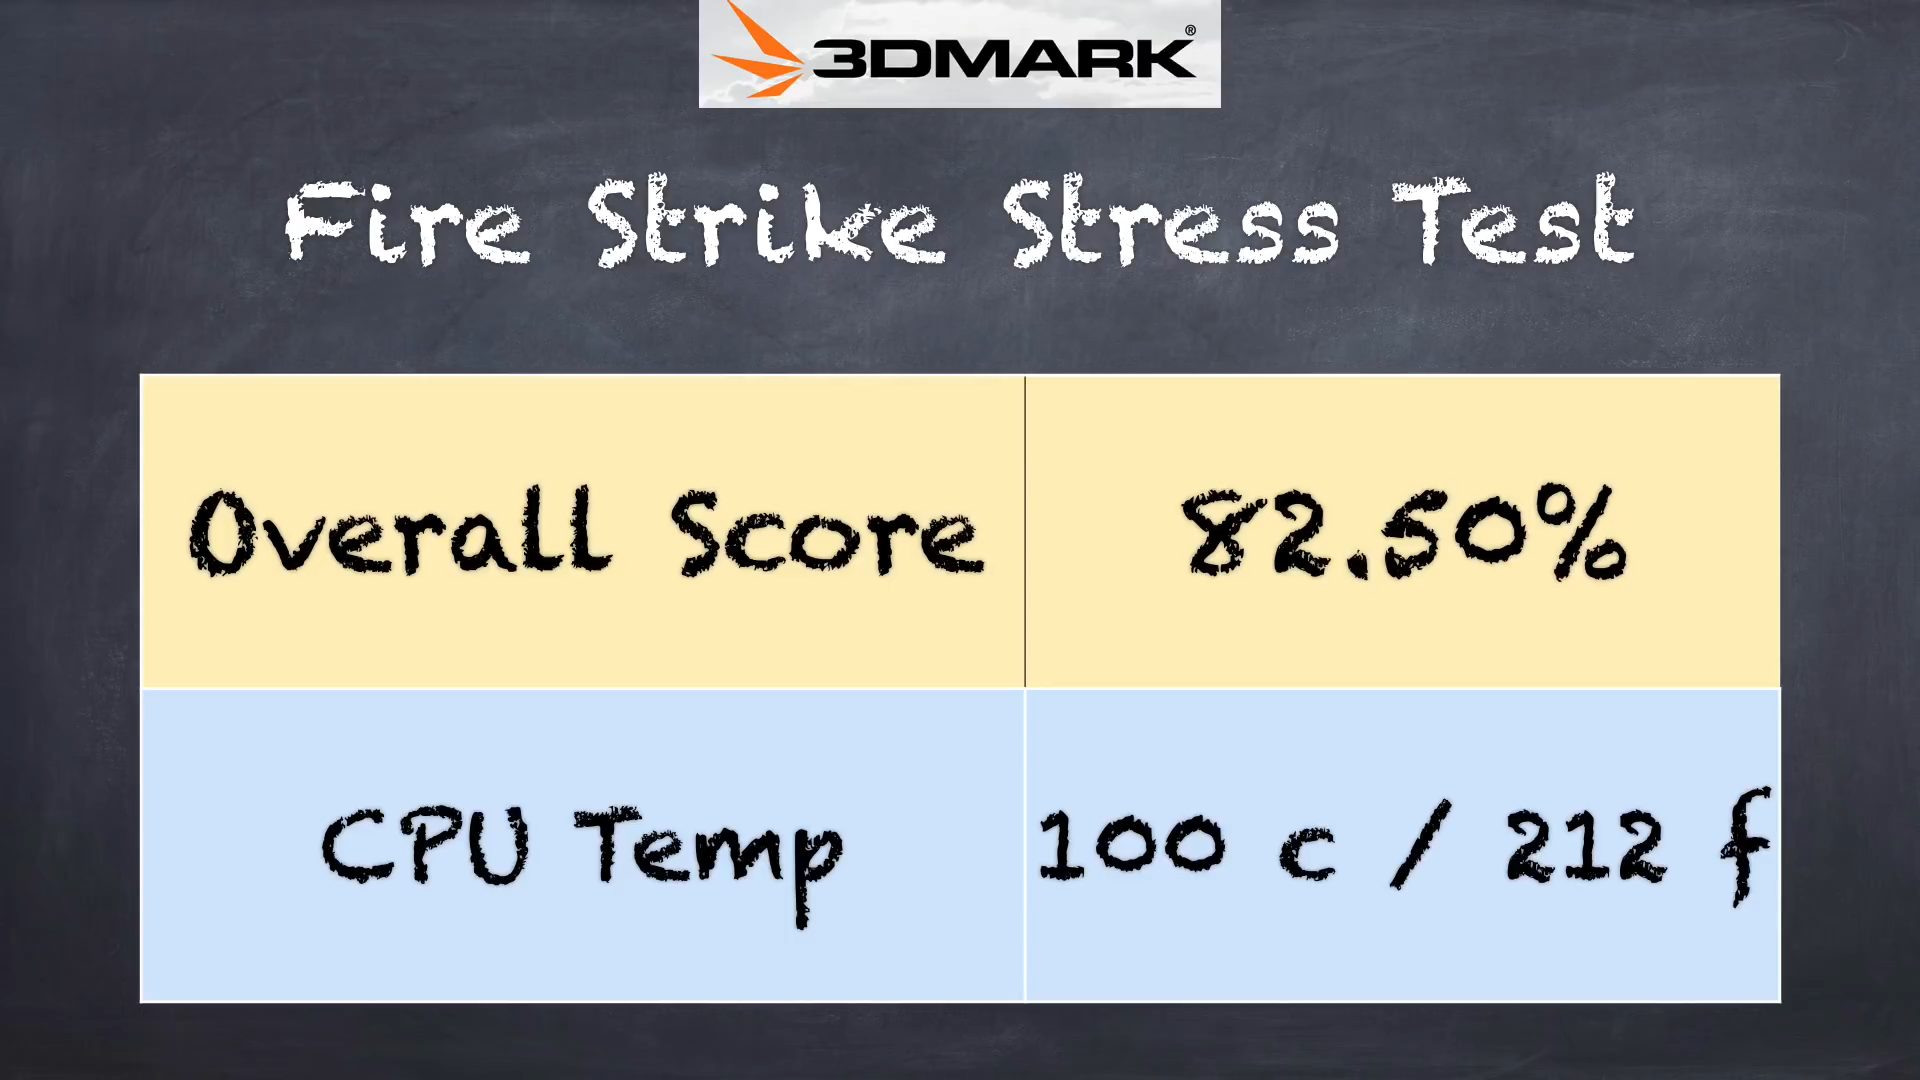 3DMARK®
Fire Strike Stress Test
Overall Score 82.50%
CPU Temp 100 c / 212 f